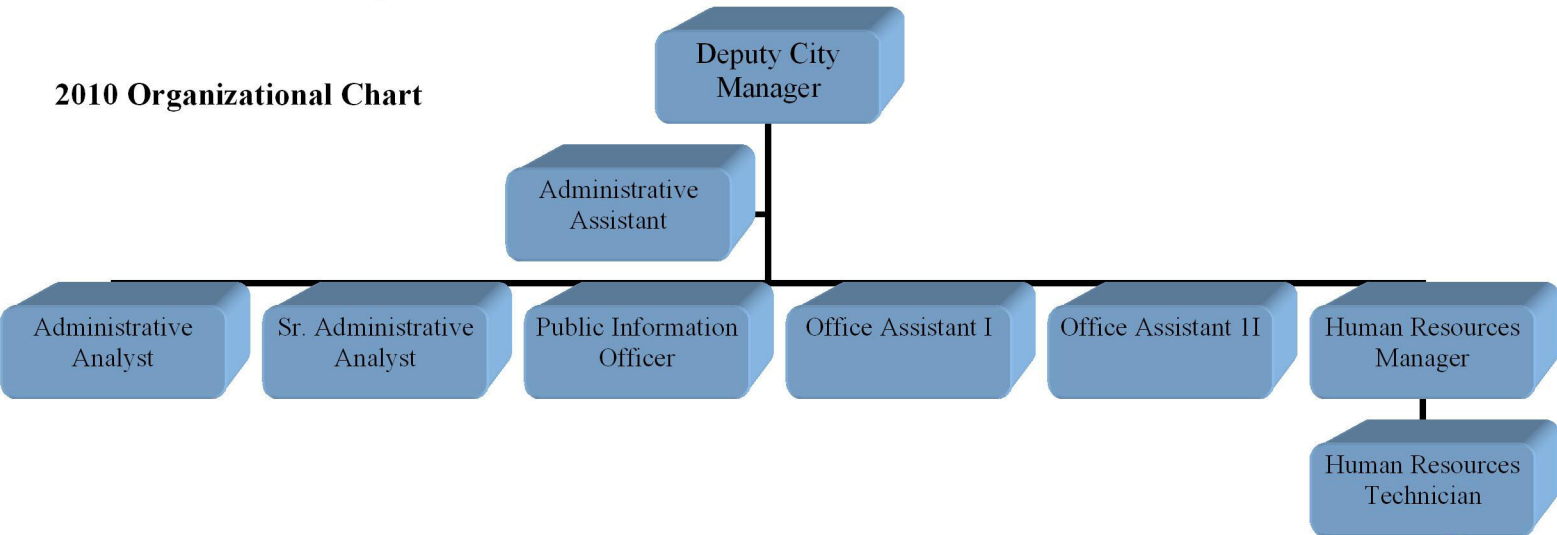 Deputy City
Manager
2010 Organizational Chart
Administrative
Assistant
Administrative
Analyst
Sr. Administrative
Analyst
Public Information
Officer
Office Assistant I
Office Assistant 1I
Human Resources
Manager
Human Resources
Technician